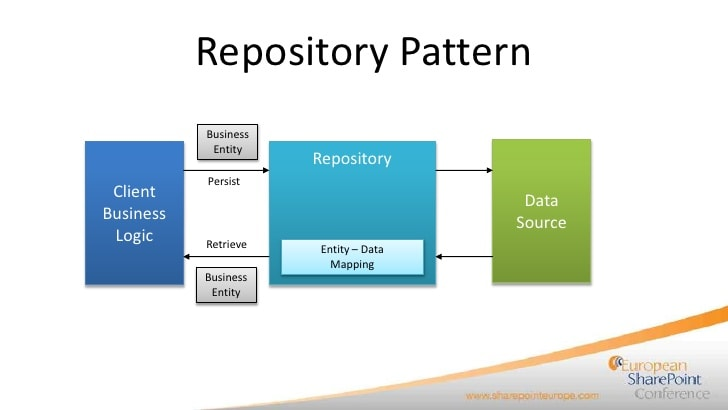 Repository Pattern
Business
Entity
Repository
Persist
Client
Business
Logic
Data
Source
Retrieve
Entity – Data
Mapping
Business
Entity
European
SharePoint
Conference
www.sharepointeurope.com